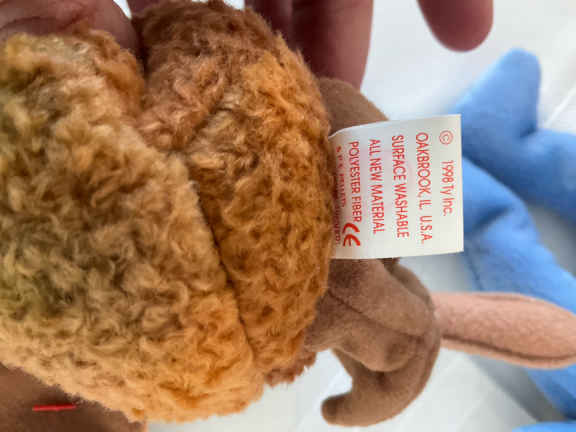 © 1998 Ty Inc.
OAKBROOK, IL U.S.A.
SURFACE WASHABLE
ALL NEW MATERIAL
POLYESTER FIBER
CE